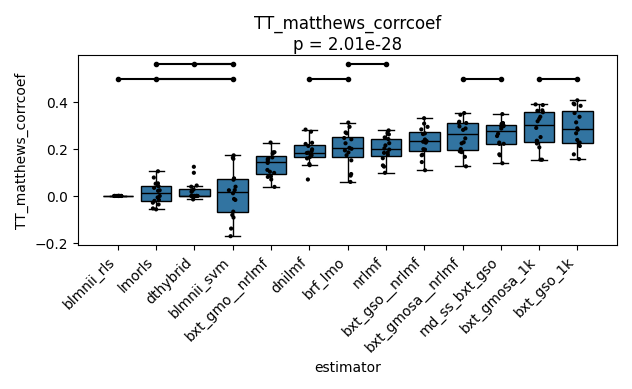 TT_matthews_corrcoef
p = 2.01e-28
TT_matthews_corrcoef
0.4
0.2
0.0
−0.2
blmnii_rls
lmorls
dthybrid
blmnii_svm
bxt_gmo__nrlmf
dnilmf
brf_lmo
nrlmf
bxt_gso__nrlmf
bxt_gmosa__nrlmf
md_ss_bxt_gso
bxt_gmosa_1k
bxt_gso_1k
estimator